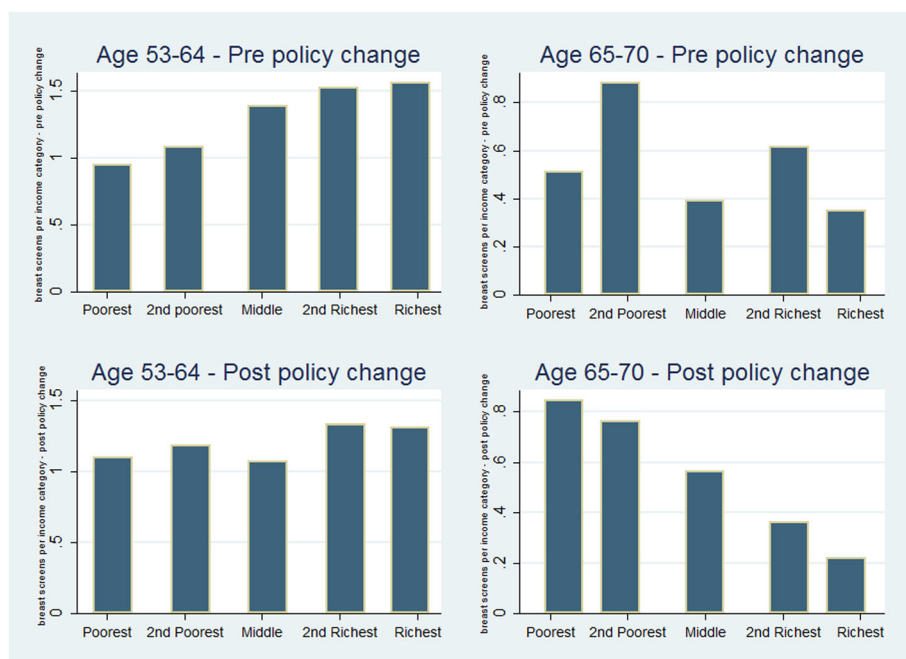 Age 53-64 - Pre policy change
breast screens per income category - pre policy change
1.5
1
.5
0
Poorest 2nd poorest Middle 2nd Richest Richest
Age 65-70 - Pre policy change
breast screens per income category - pre policy change
.8
.6
.4
.2
0
Poorest 2nd Poorest Middle 2nd Richest Richest
Age 53-64 - Post policy change
breast screens per income category - post policy change
1.5
1
.5
0
Poorest 2nd Poorest Middle 2nd Richest Richest
Age 65-70 - Post policy change
breast screens per income category - post policy change
.8
.6
.4
.2
0
Poorest 2nd Poorest Middle 2nd Richest Richest